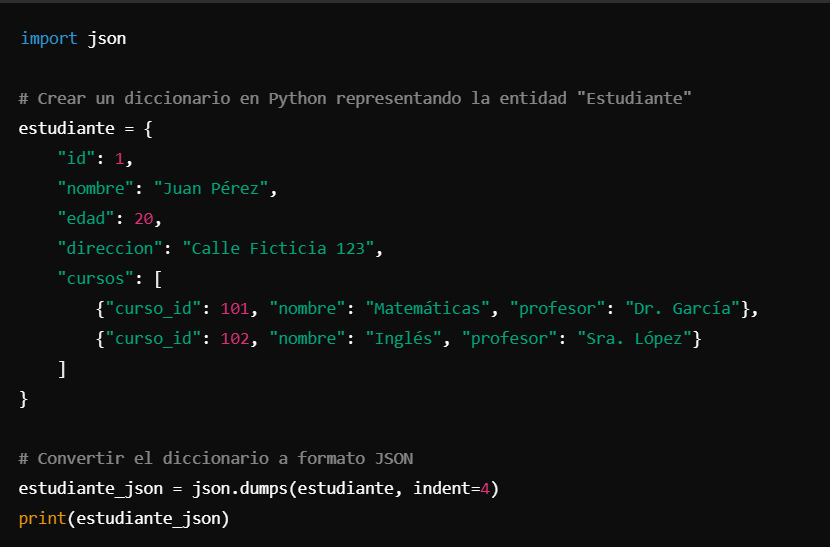 import json
# Crear un diccionario en Python representando la entidad "Estudiante"
estudiante = {
    "id": 1,
    "nombre": "Juan Pérez",
    "edad": 20,
    "direccion": "Calle Ficticia 123",
    "cursos": [
        {"curso_id": 101, "nombre": "Matemáticas", "profesor": "Dr. García"},
        {"curso_id": 102, "nombre": "Inglés", "profesor": "Sra. López"}
    ]
}
# Convertir el diccionario a formato JSON
estudiante_json = json.dumps(estudiante, indent=4)
print(estudiante_json)